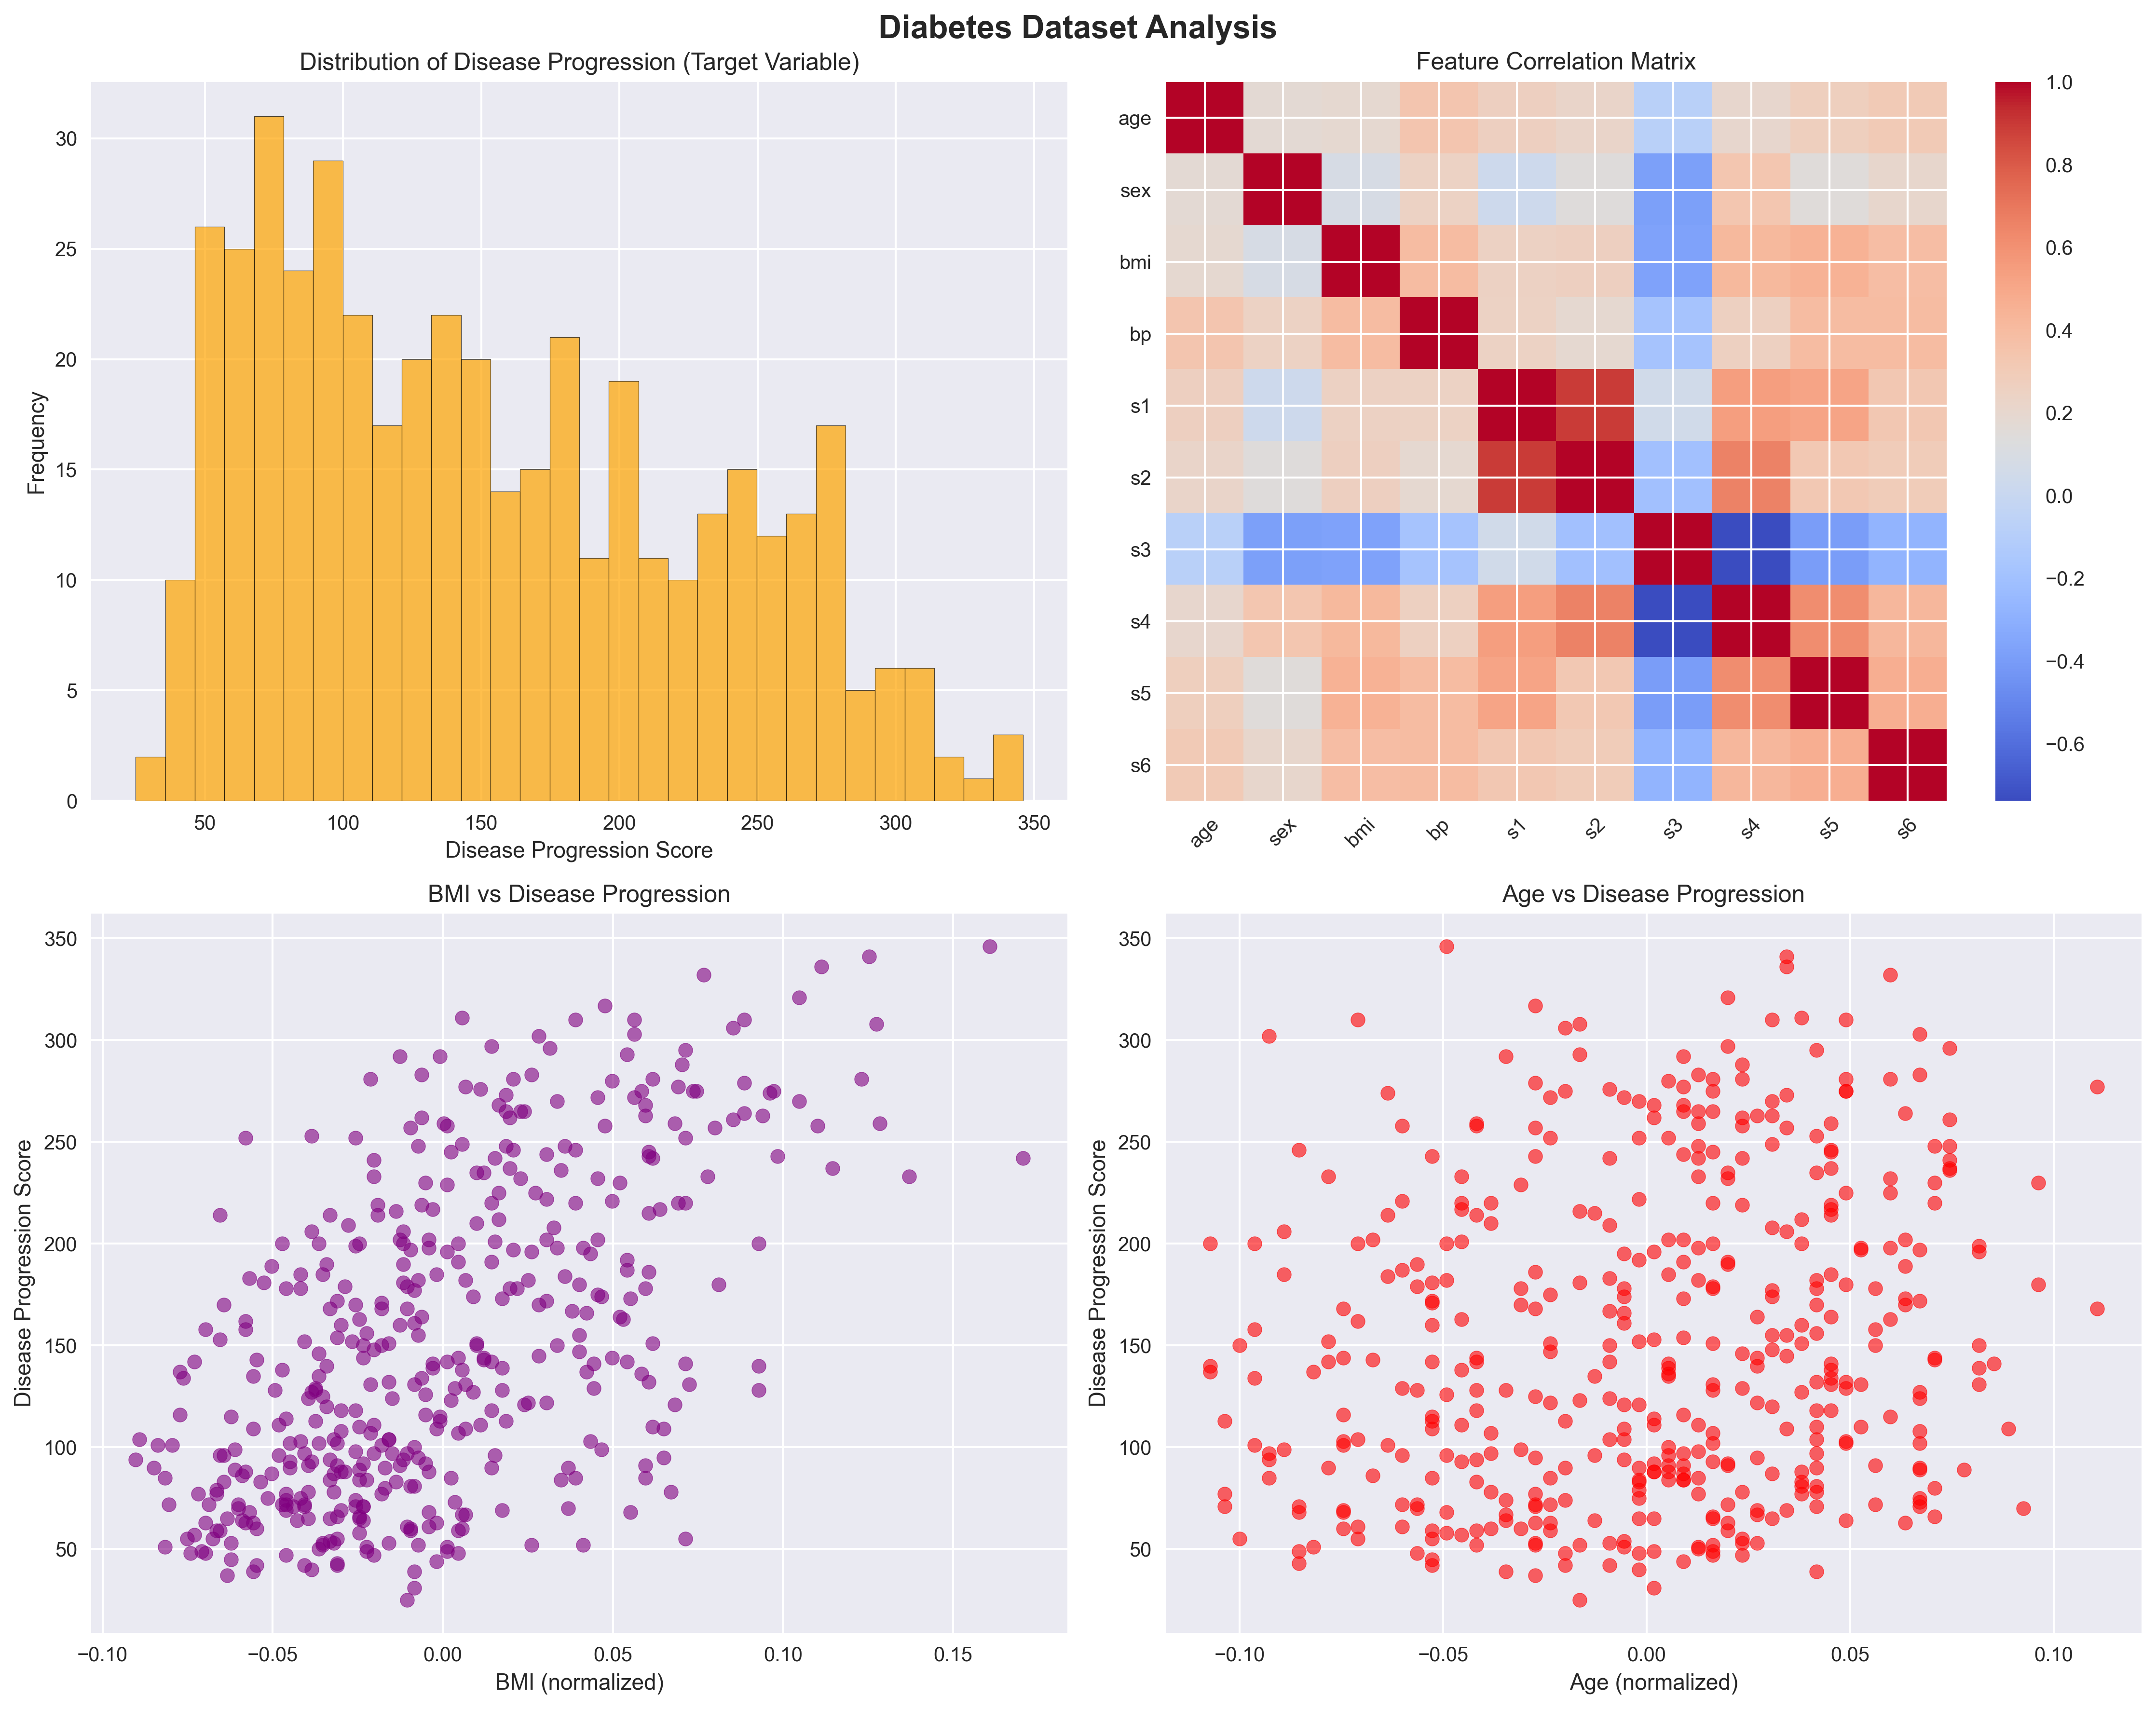 Diabetes Dataset Analysis
Distribution of Disease Progression (Target Variable)
Frequency
30
25
20
15
10
5
0
50 100 150 200 250 300 350
Disease Progression Score
Feature Correlation Matrix
age
sex
bmi
bp
s1
s2
s3
s4
s5
s6
age sex bmi bp s1 s2 s3 s4 s5 s6
1.0
0.8
0.6
0.4
0.2
0.0
−0.2
−0.4
−0.6
BMI vs Disease Progression
Disease Progression Score
350
300
250
200
150
100
50
−0.10 −0.05 0.00 0.05 0.10 0.15
BMI (normalized)
Age vs Disease Progression
Disease Progression Score
350
300
250
200
150
100
50
−0.10 −0.05 0.00 0.05 0.10
Age (normalized)